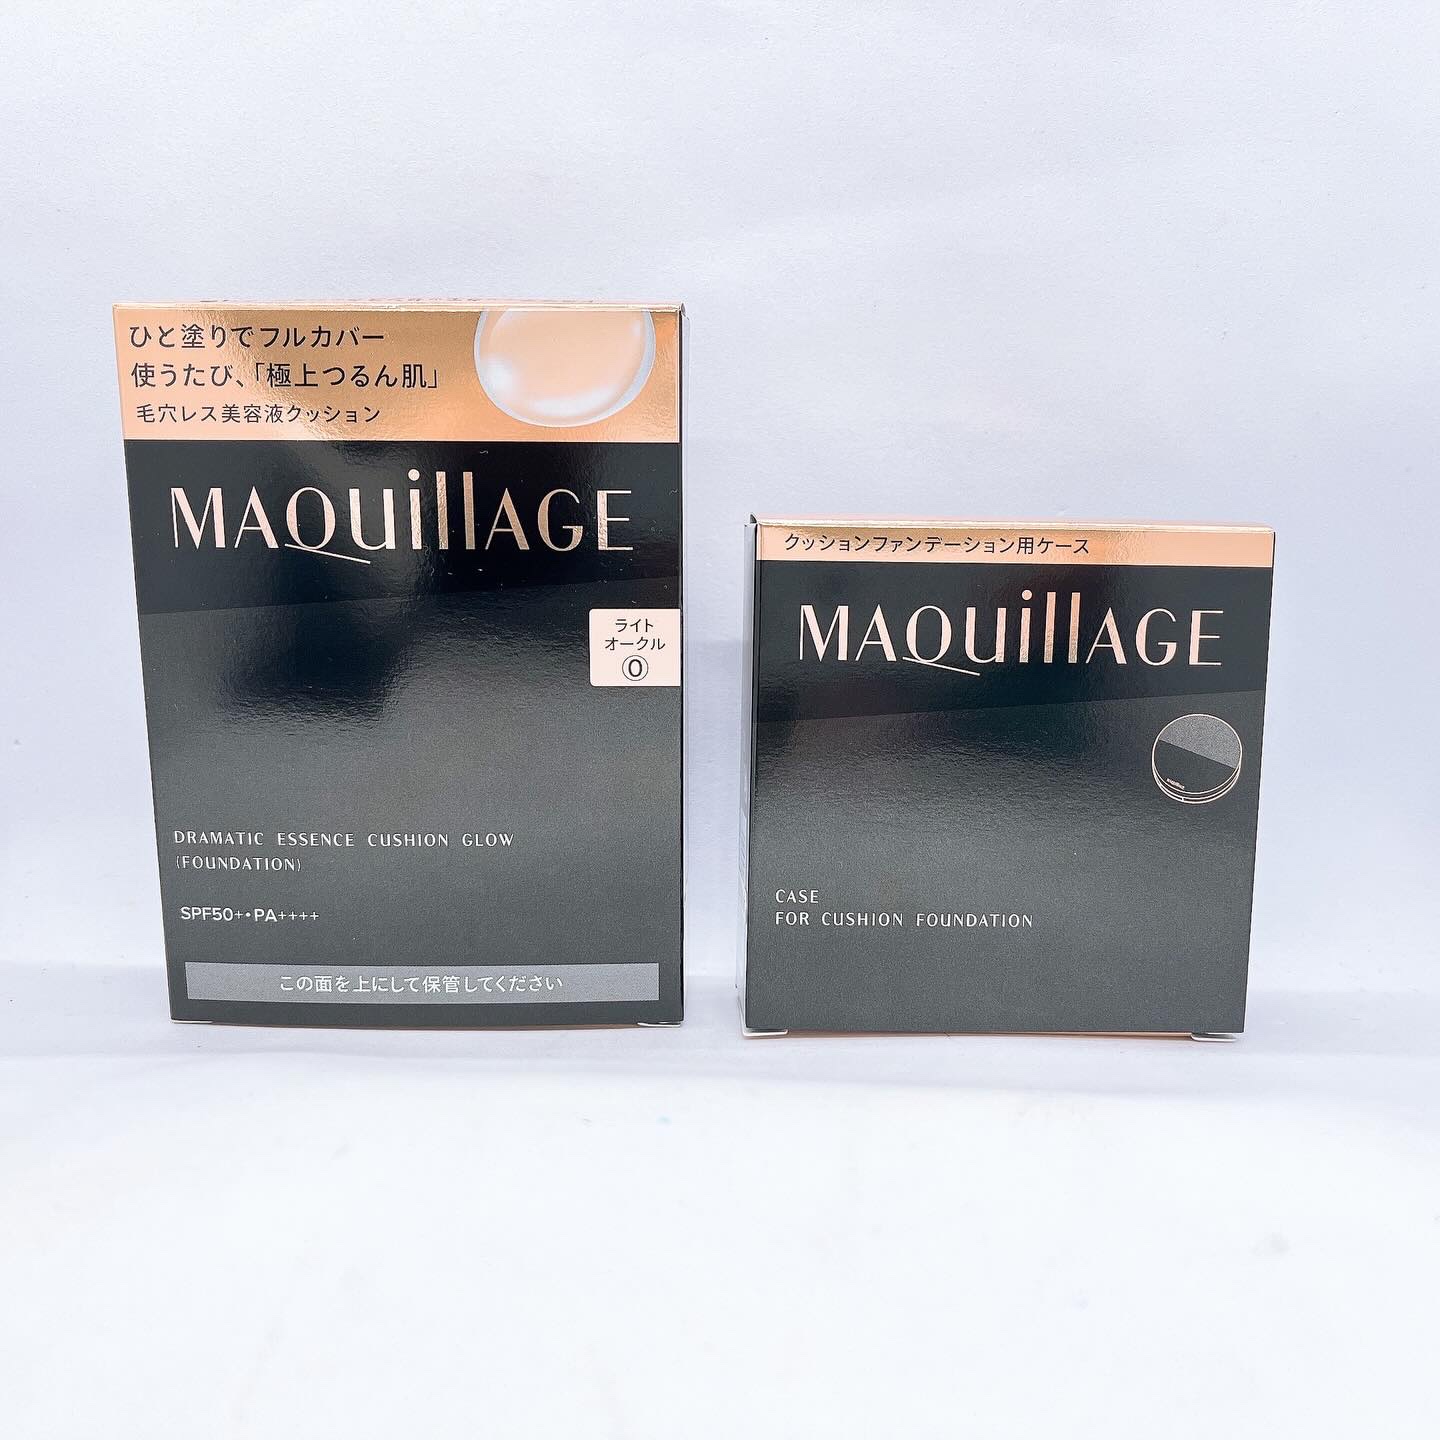 ひと塗りでフルカバー
使うたび、「極上つるん肌」
毛穴レス美容液クッション
MAQuillAGE
ライト
オークル
⓪
DRAMATIC ESSENCE CUSHION GLOW
(FOUNDATION)
SPF50+・PA++++
この面を上にして保管してください
クッションファンデーション用ケース
MAQuillAGE
CASE
FOR CUSHION FOUNDATION